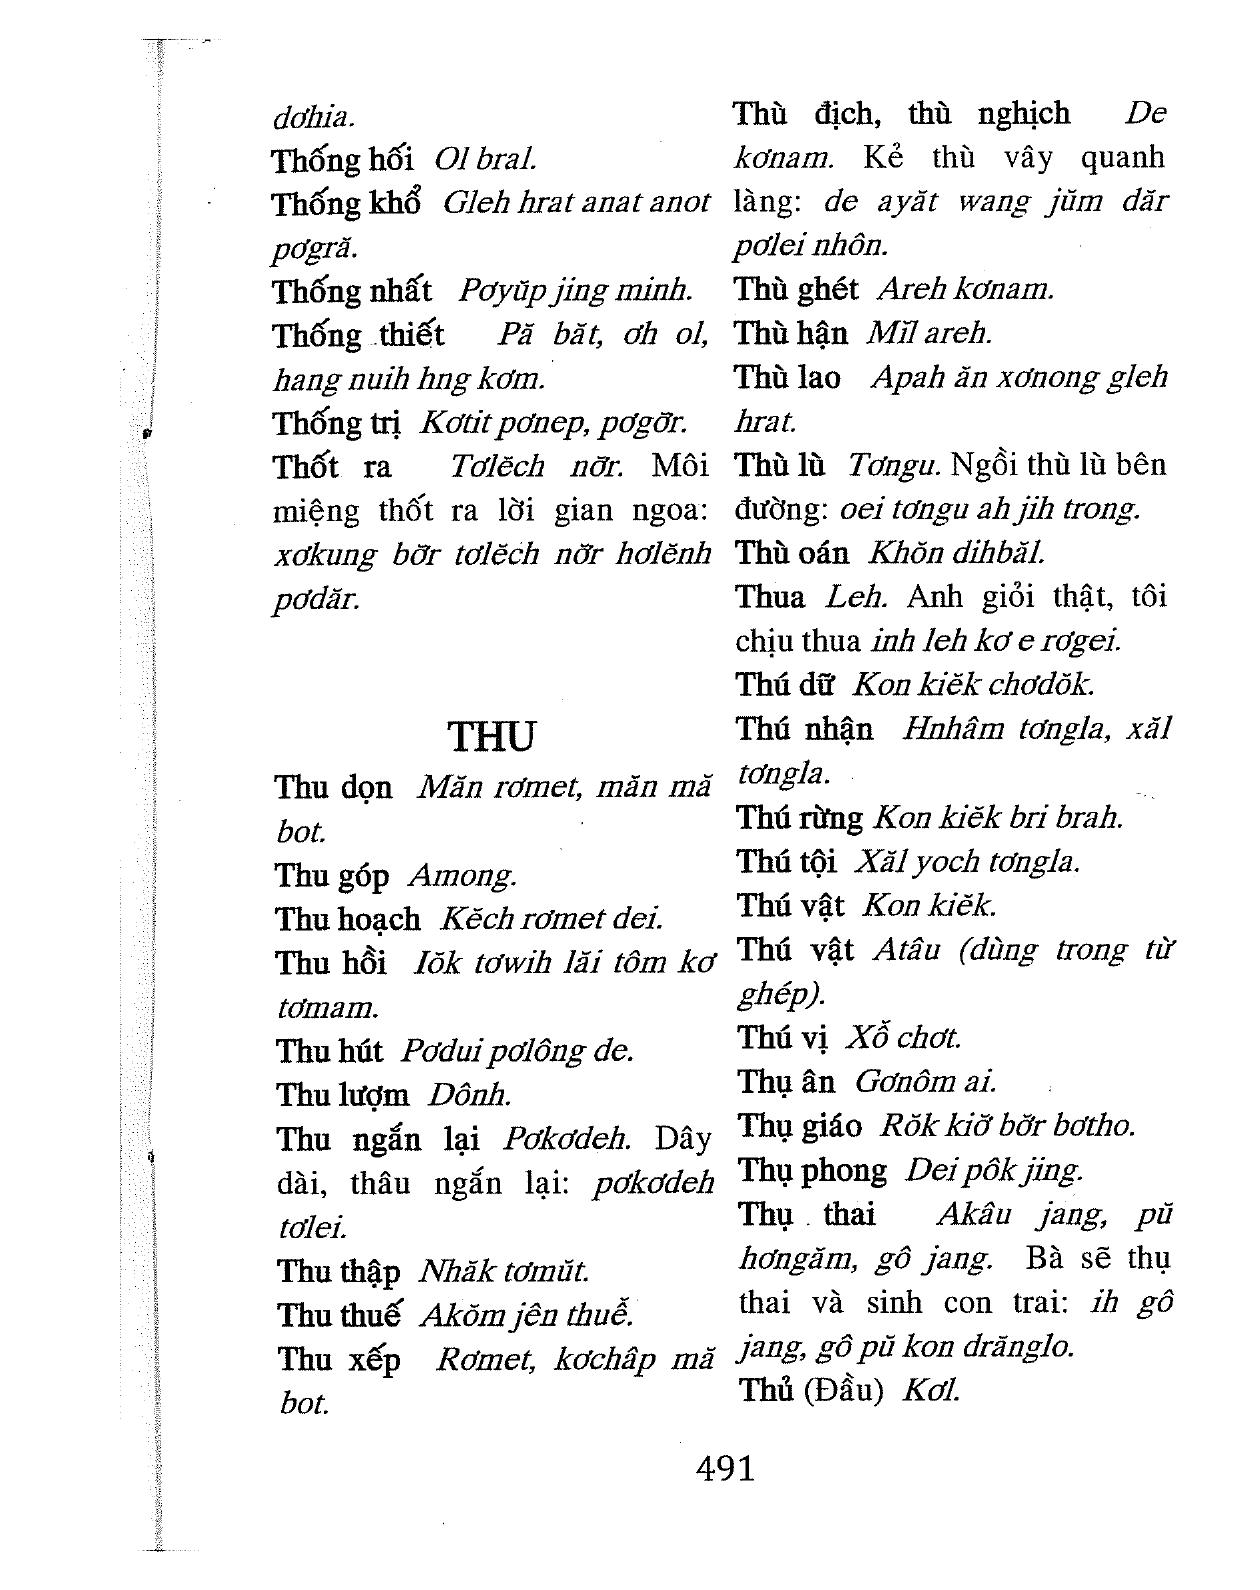 dơhia.
Thống hối Ol bral.
Thống khổ Gleh hrat anat anot
pơgră.
Thống nhất Pơyŭp jing minh.
Thống thiết Pă băt, ơh ol,
hang nuih hng kơm.
Thống trị Kơtit pơnep, pơgơ̆r.
Thốt ra Tơlĕch nơ̆r. Môi
miệng thốt ra lời gian ngoa:
xơkung bơ̆r tơlĕch nơ̆r hơlĕnh
pơdăr.
THU
Thu dọn Măn rơmet, măn mă
bot.
Thu góp Among.
Thu hoạch Kĕch rơmet dei.
Thu hồi Iŏk tơwih lăi tôm kơ
tơmam.
Thu hút Pơdui pơlông de.
Thu lượm Dônh.
Thu ngắn lại Pơkơdeh. Dây
dài, thâu ngắn lại: pơkơdeh
tơlei.
Thu thập Nhăk tơmŭt.
Thu thuế Akŏm jên thuê̆.
Thu xếp Rơmet, kơchâp mă
bot.
Thù địch, thù nghịch De
kơnam. Kẻ thù vây quanh
làng: de ayăt wang jŭm dăr
pơlei nhôn.
Thù ghét Areh kơnam.
Thù hận Mĭl areh.
Thù lao Apah ăn xơnong gleh
hrat.
Thù lù Tơngu. Ngồi thù lù bên
đường: oei tơngu ah jih trong.
Thù oán Khŏn dihbăl.
Thua Leh. Anh giỏi thật, tôi
chịu thua inh leh kơ e rơgei.
Thú dữ Kon kiĕk chơdŏk.
Thú nhận Hnhâm tơngla, xăl
tơngla.
Thú rừng Kon kiĕk bri brah.
Thú tội Xăl yoch tơngla.
Thú vật Kon kiĕk.
Thú vật Atâu (dùng trong từ
ghép).
Thú vị Xô̆ chơt.
Thụ ân Gơnôm ai.
Thụ giáo Rŏk kiơ̆ bơ̆r bơtho.
Thụ phong Dei pôk jing.
Thụ thai Akâu jang, pŭ
hơngăm, gô jang. Bà sẽ thụ
thai và sinh con trai: ih gô
jang, gô pŭ kon drănglo.
Thủ (Đầu) Kơl.
491